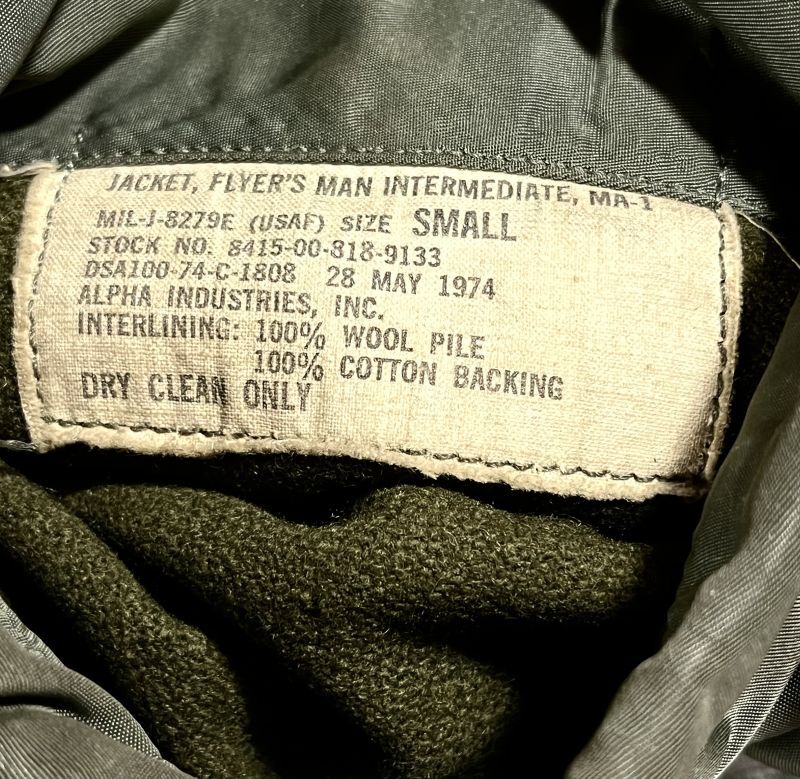 JACKET, FLYER'S MAN INTERMEDIATE, MA-1
MIL-J-8279E (USAF) SIZE SMALL
STOCK NO. 8415-00-818-9133
DSA100-74-C-1808 28 MAY 1974
ALPHA INDUSTRIES, INC.
INTERLINING: 100% WOOL PILE
100% COTTON BACKING
DRY CLEAN ONLY